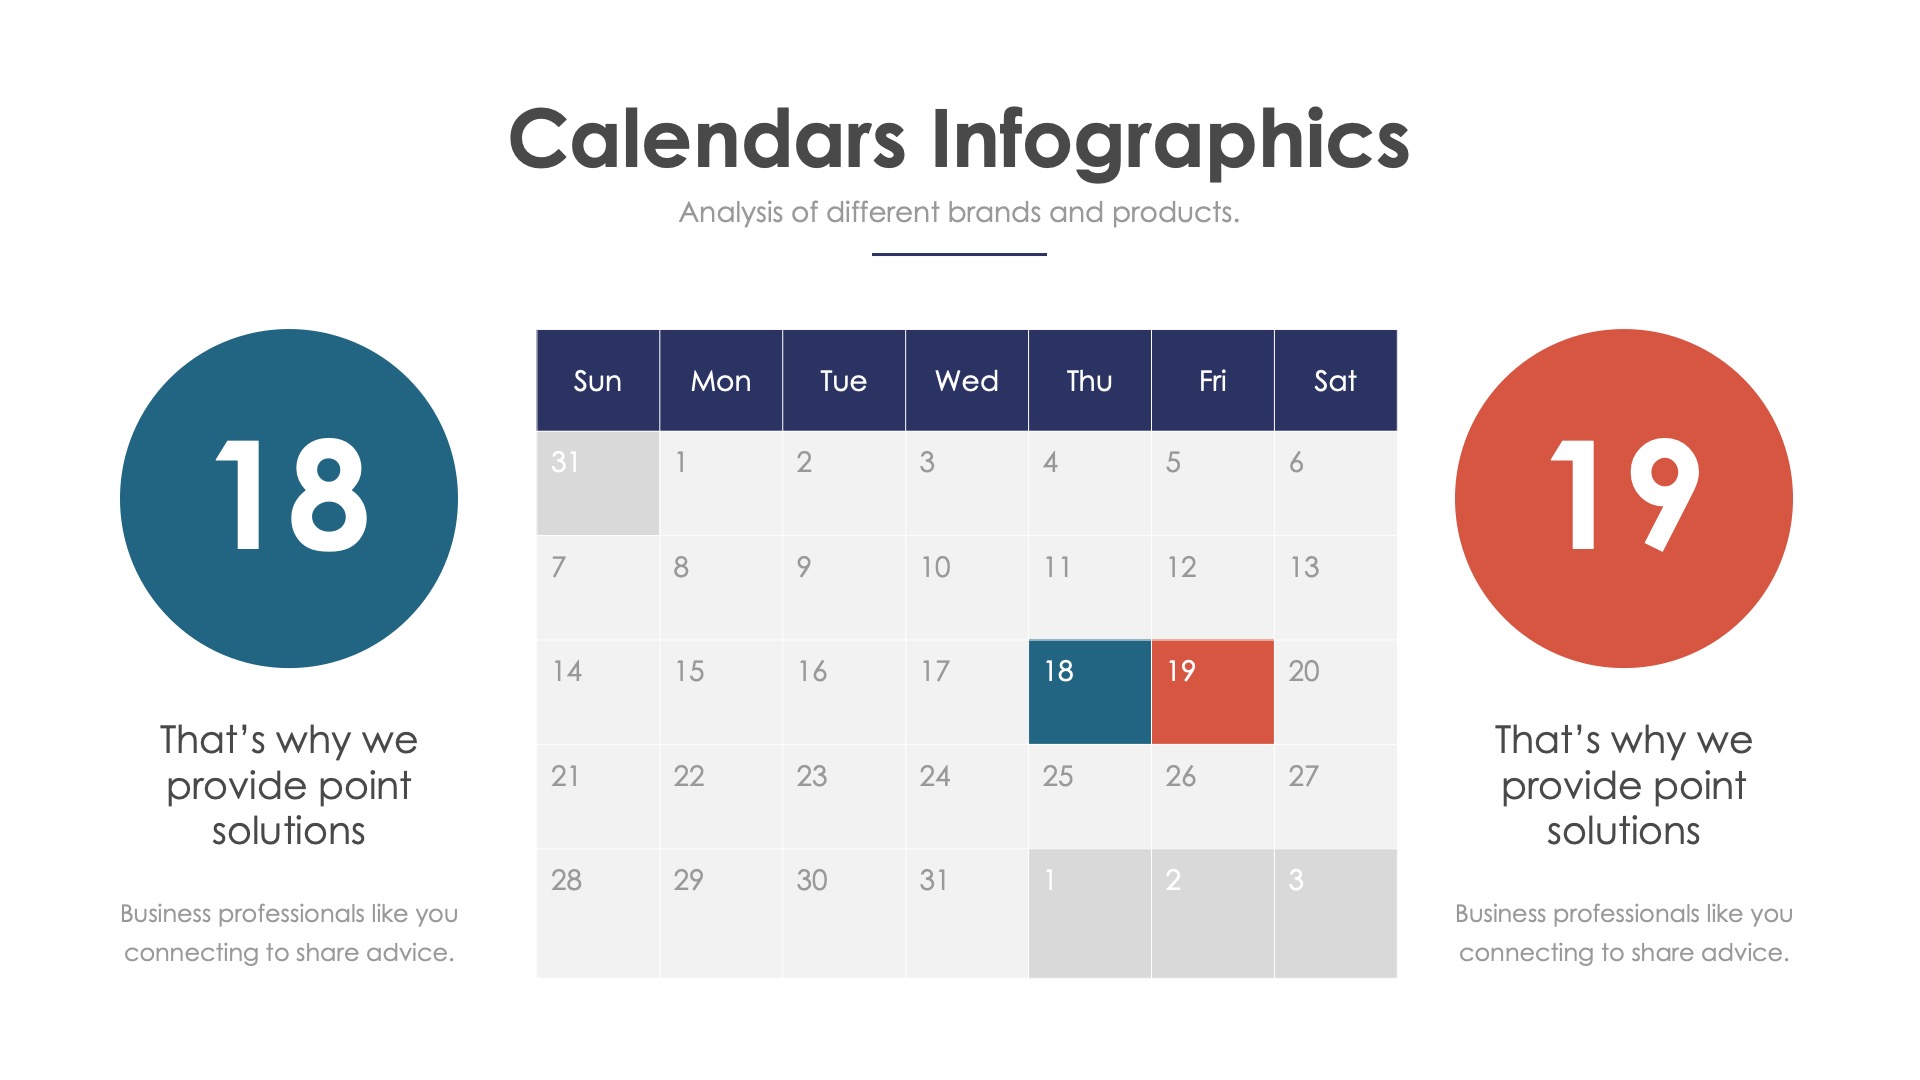 Calendars Infographics
Analysis of different brands and products.
18
That’s why we
provide point
solutions
Business professionals like you
connecting to share advice.
Sun Mon Tue Wed Thu Fri Sat
31 1 2 3 4 5 6
7 8 9 10 11 12 13
14 15 16 17 18 19 20
21 22 23 24 25 26 27
28 29 30 31 1 2 3
19
That’s why we
provide point
solutions
Business professionals like you
connecting to share advice.